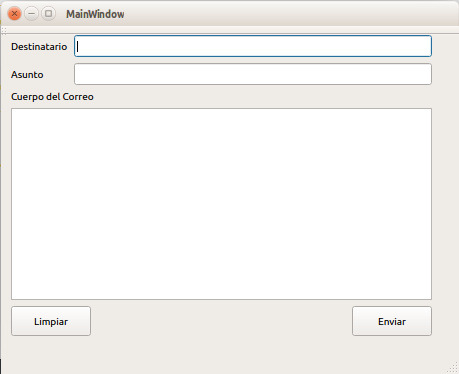 MainWindow
Destinatario
Asunto
Cuerpo del Correo
Limpiar Enviar